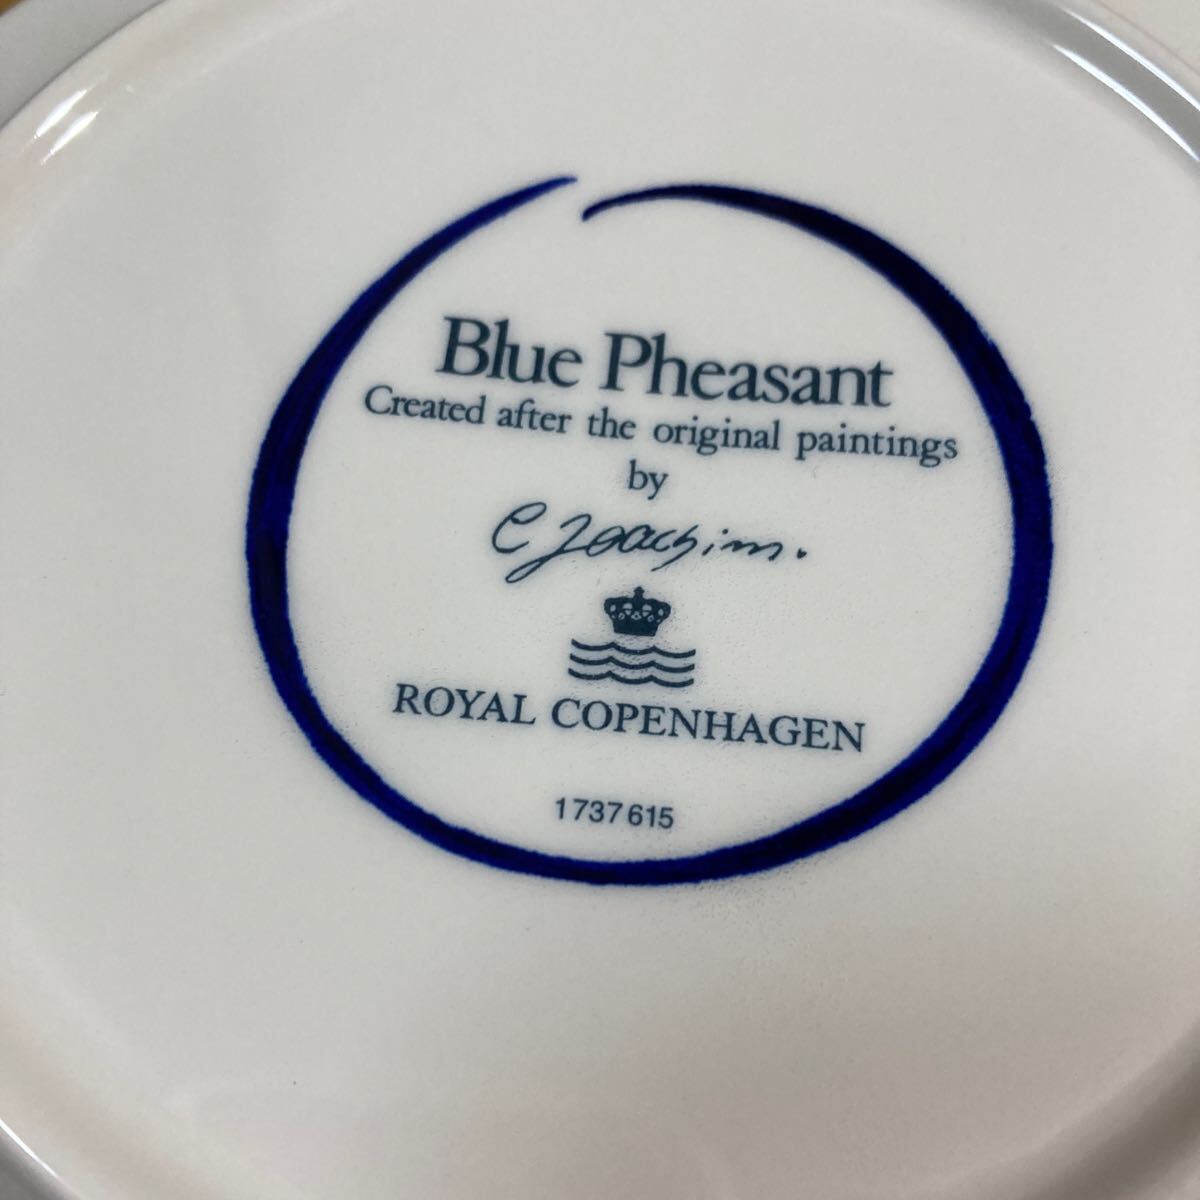 Blue Pheasant
Created after the original paintings
by
C Joachim.
ROYAL COPENHAGEN
1737615